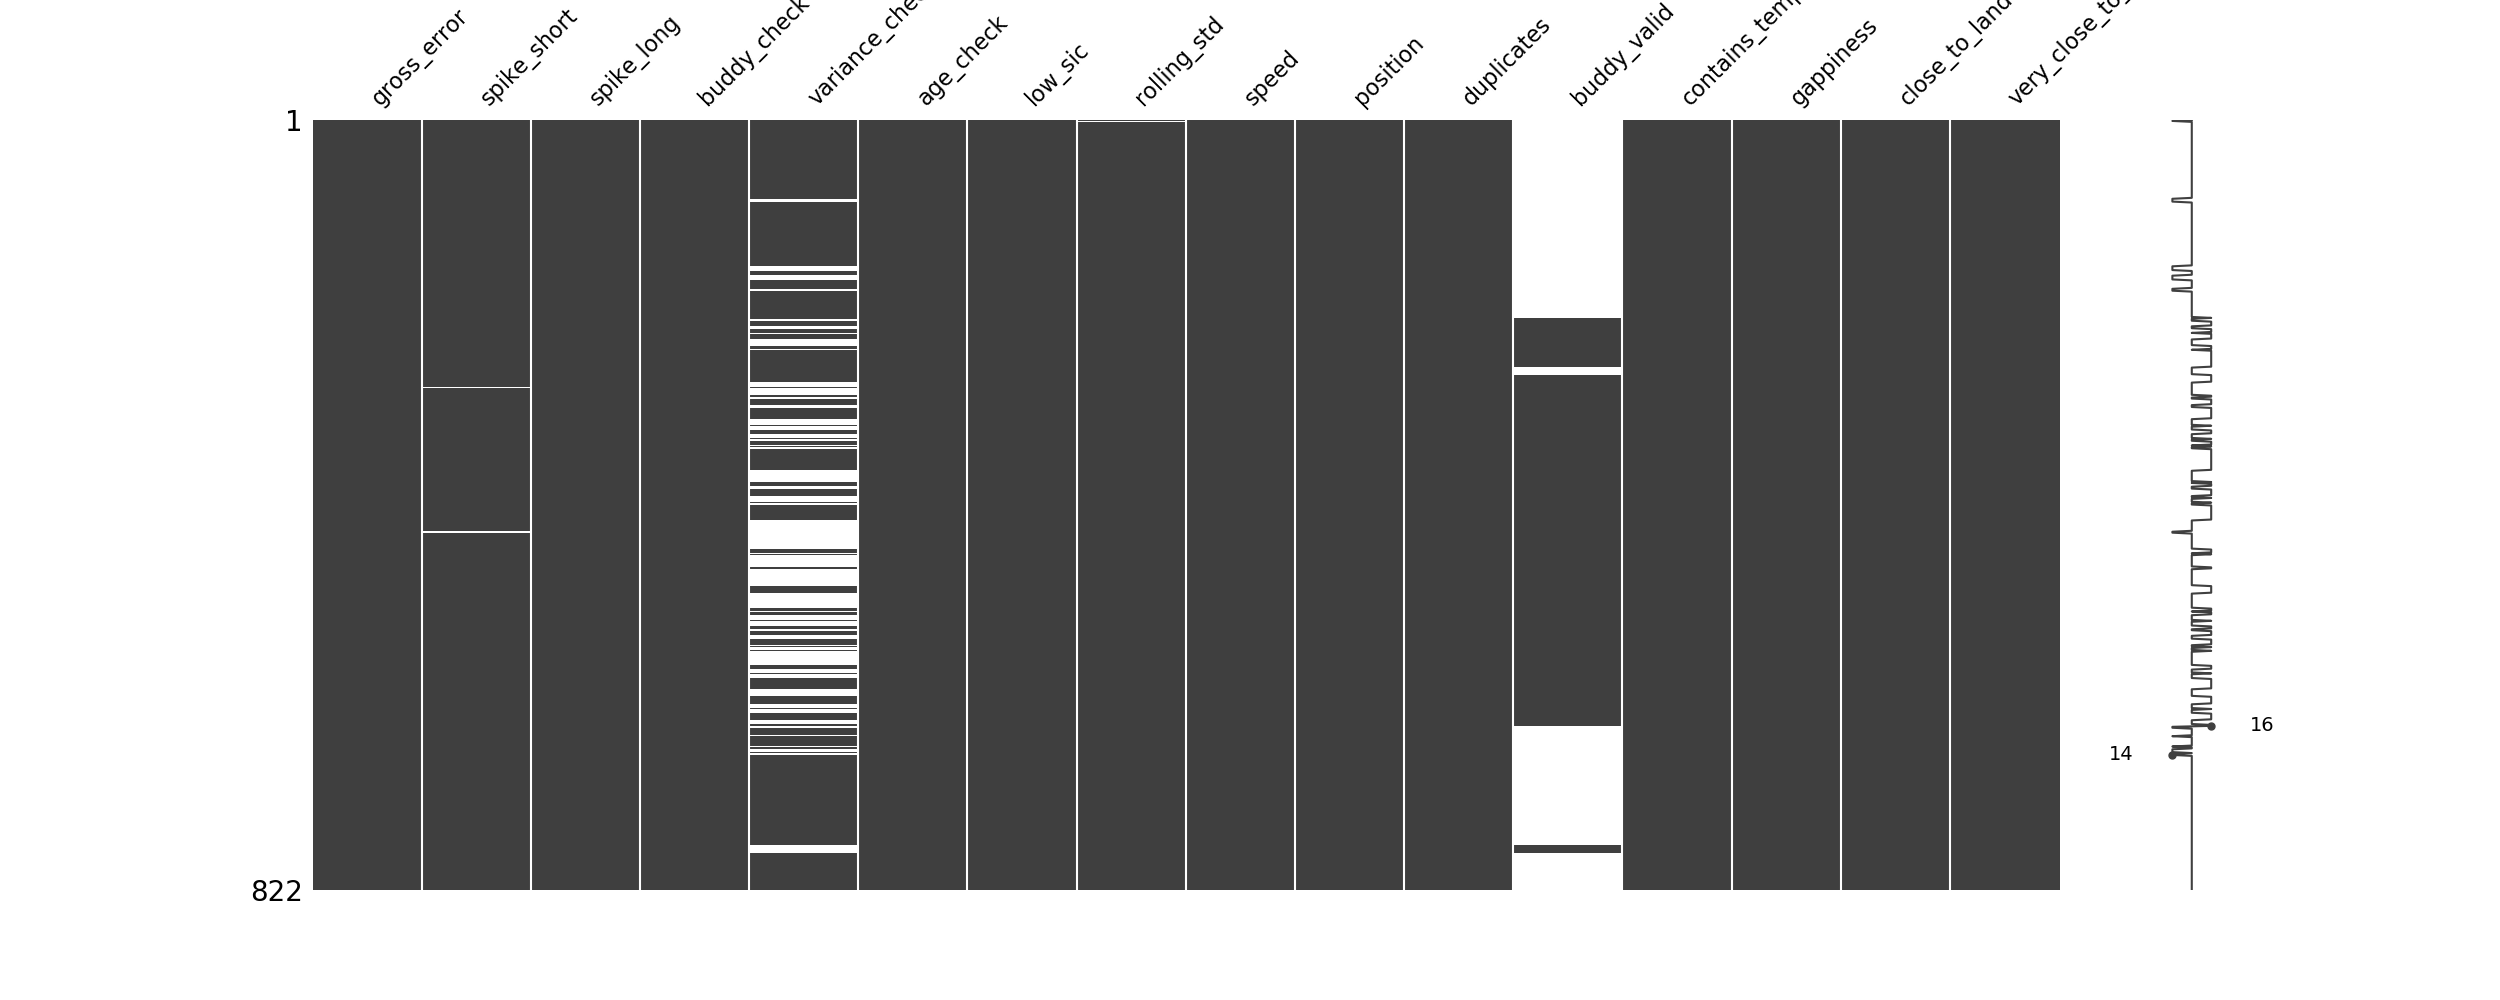 gross_error
spike_short
spike_long
buddy_check
age_check
low_sic
rolling_std
speed
position
duplicates
buddy_valid
gappiness
close_to_land
1
822
16
14